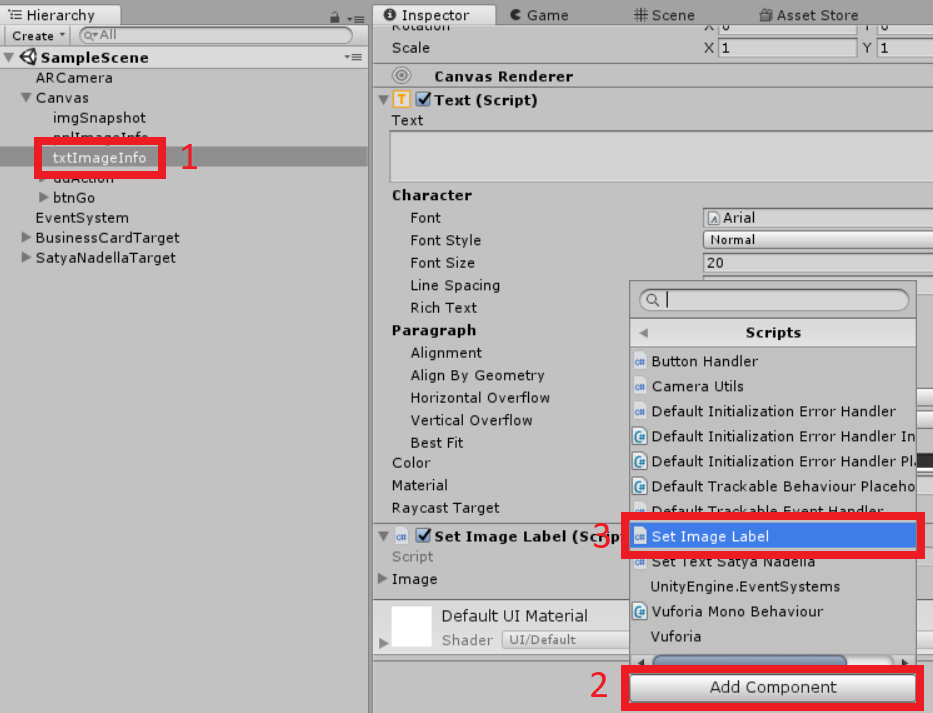 Hierarchy
Create
All
SampleScene
ARCamera
Canvas
imgSnapshot
pnlImageInfo
txtImageInfo
1
ddAction
btnGo
EventSystem
BusinessCardTarget
SatyaNadellaTarget
Inspector
Game
Scene
Asset Store
Rotation X 0 Y 0
Scale X 1 Y 1
Canvas Renderer
T Text (Script)
Text
Character
Font Arial
Font Style Normal
Font Size 20
Line Spacing
Rich Text
Paragraph
Alignment
Align By Geometry
Horizontal Overflow
Vertical Overflow
Best Fit
Color
Material
Raycast Target
C# Set Image Label (Scrip
Script
Image
Default UI Material
Shader UI/Default
Scripts
Button Handler
Camera Utils
Default Initialization Error Handler
Default Initialization Error Handler In
Default Initialization Error Handler Pl
Default Trackable Behaviour Placeho
Default Trackable Event Handler
3
Set Image Label
Set Text Satya Nadella
UnityEngine.EventSystems
Vuforia Mono Behaviour
Vuforia
2
Add Component